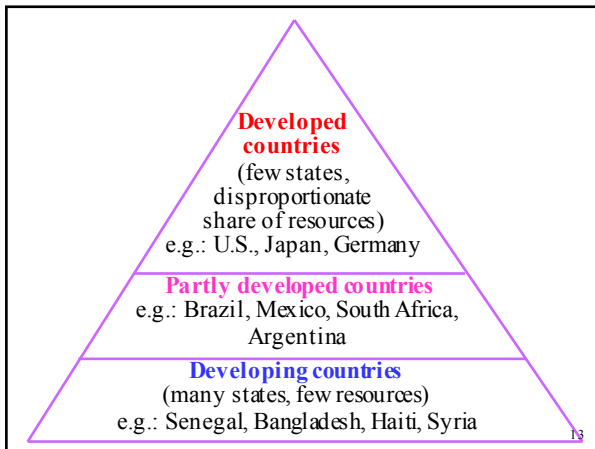 Developed
countries
(few states,
disproportionate
share of resources)
e.g.: U.S., Japan, Germany
Partly developed countries
e.g.: Brazil, Mexico, South Africa,
Argentina
Developing countries
(many states, few resources)
e.g.: Senegal, Bangladesh, Haiti, Syria
13